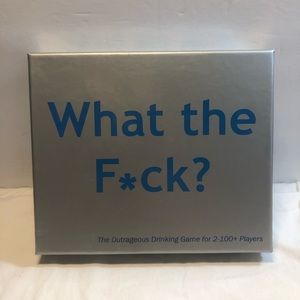 What the
F*ck?
The Outrageous Drinking Game for 2-100+ Players